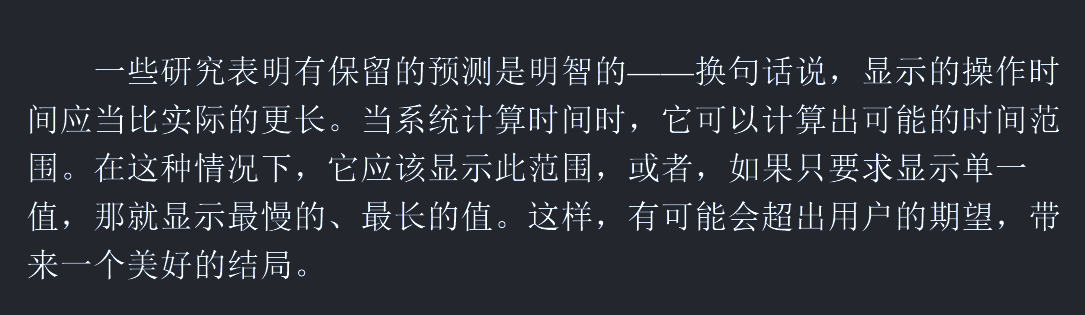 一些研究表明有保留的预测是明智的——换句话说，显示的操作时
间应当比实际的更长。当系统计算时间时，它可以计算出可能的时间范
围。在这种情况下，它应该显示此范围，或者，如果只要求显示单一
值，那就显示最慢的、最长的值。这样，有可能会超出用户的期望，带
来一个美好的结局。